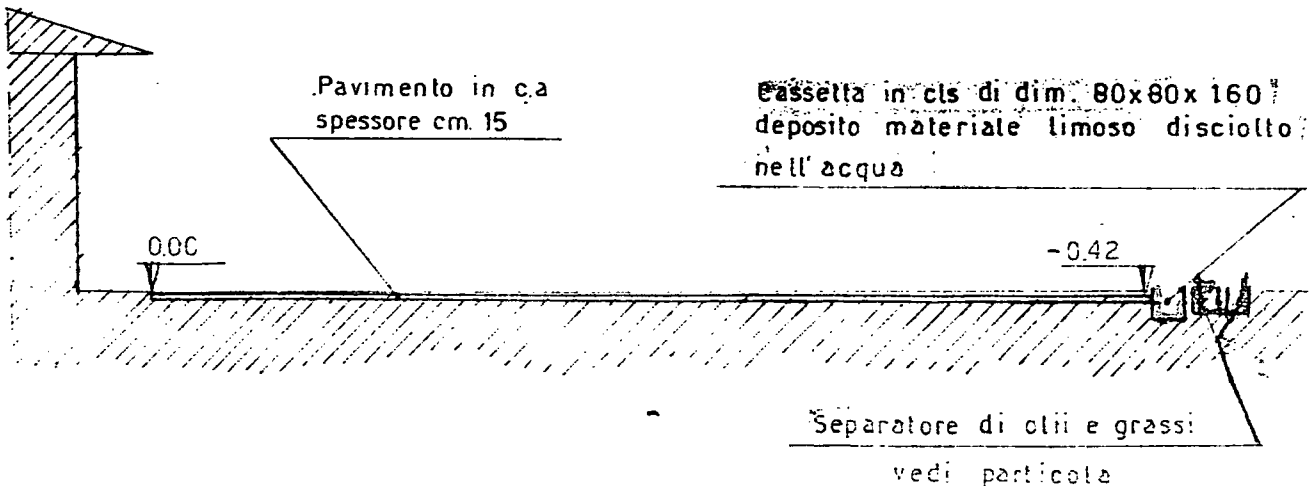 Pavimento in c.a
spessore cm. 15
Cassetta in cls di dim. 80x80x160
deposito materiale limoso disciolto
nell'acqua
0.00
-0.42
Separatore di olii e grassi
vedi particola